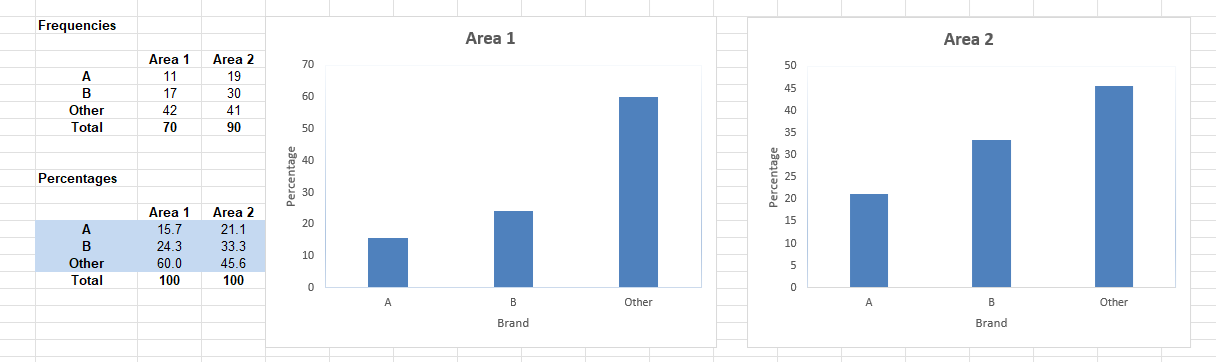 Frequencies
Area 1 Area 2
A 11 19
B 17 30
Other 42 41
Total 70 90
Percentages
Area 1 Area 2
A 15.7 21.1
B 24.3 33.3
Other 60.0 45.6
Total 100 100
Area 1
Percentage
70
60
50
40
30
20
10
0
A B Other
Brand
Area 2
Percentage
50
45
40
35
30
25
20
15
10
5
0
A B Other
Brand